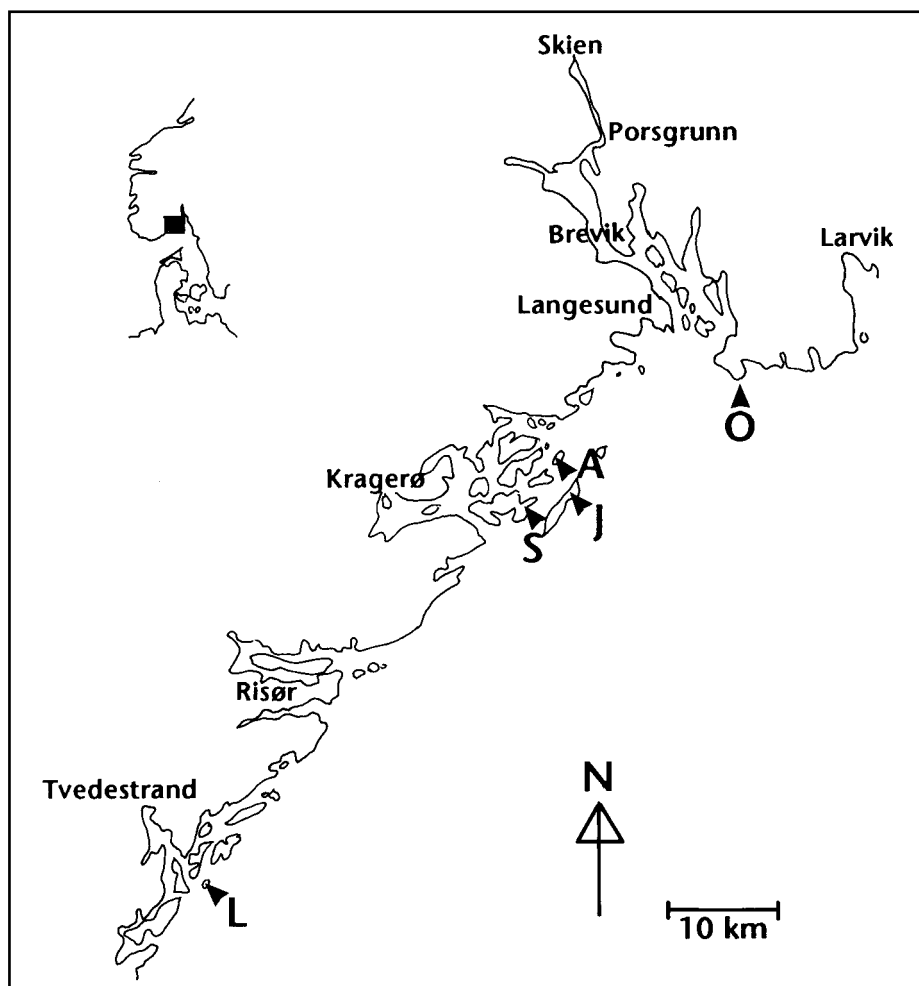 Skien
Porsgrunn
Brevik
Larvik
Langesund
O
A
Kragerø
J
S
Risør
N
Tvedestrand
L
10 km